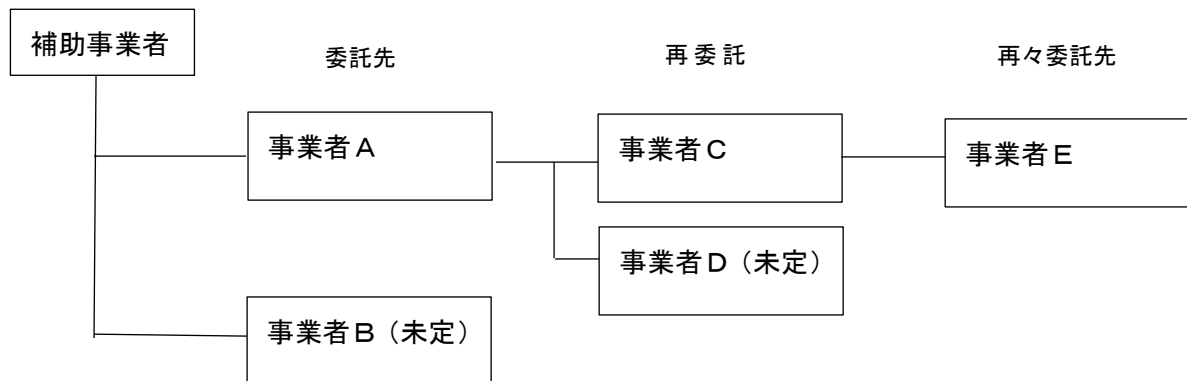 補助事業者
委託先
再委託
再々委託先
事業者A
事業者C
事業者E
事業者D（未定）
事業者B（未定）